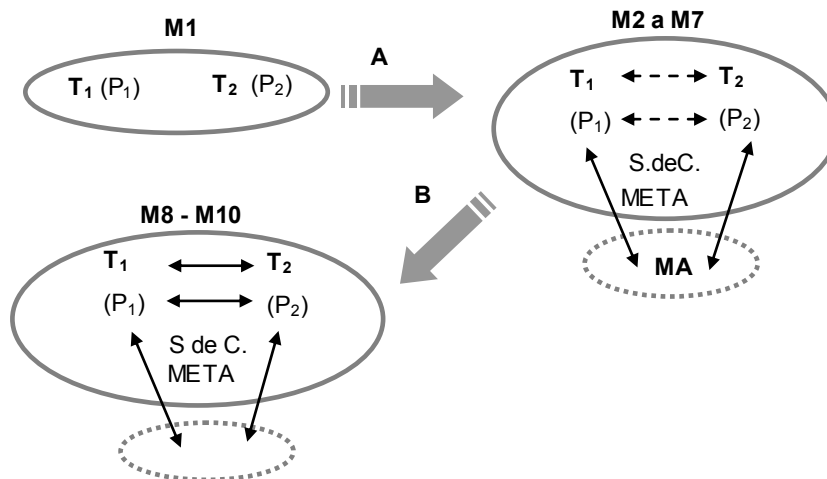 M1
T₁ (P₁) T₂ (P₂)
A
M2 a M7
T₁ T₂
(P₁) (P₂)
S.deC.
META
MA
B
M8 - M10
T₁ T₂
(P₁) (P₂)
S de C.
META